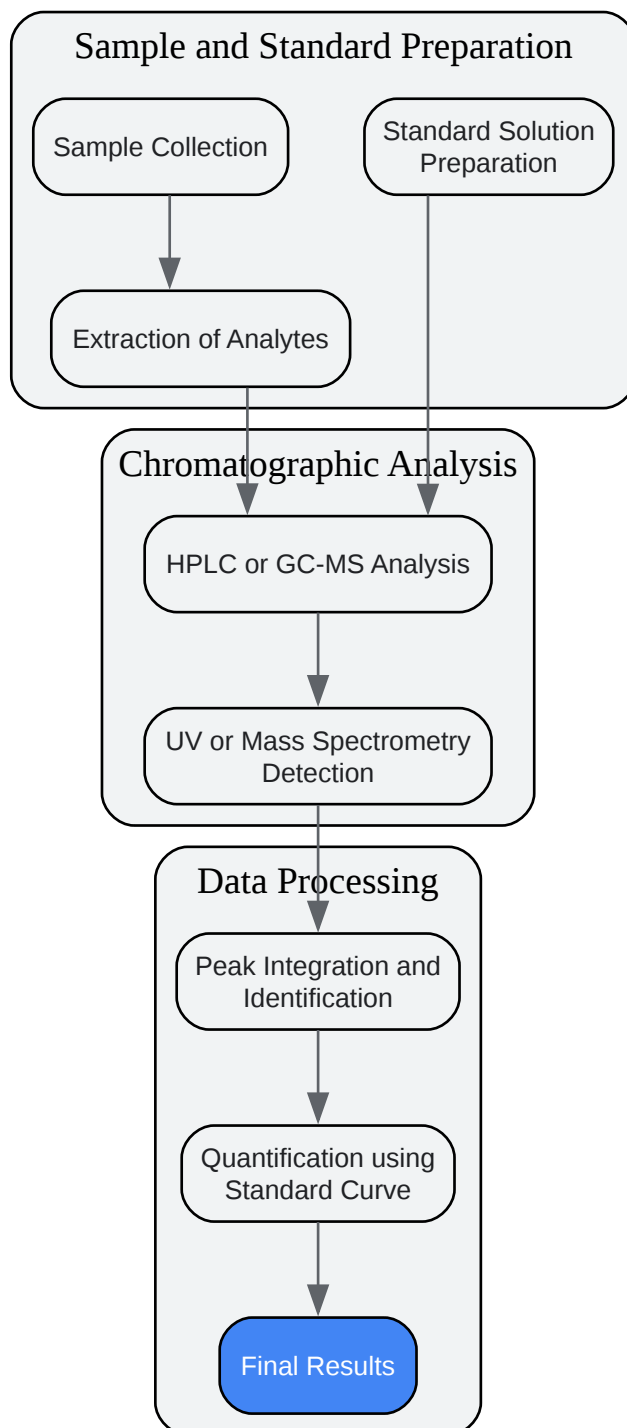 Sample and Standard Preparation
Sample Collection
Standard Solution
Preparation
Extraction of Analytes
Chromatographic Analysis
HPLC or GC-MS Analysis
UV or Mass Spectrometry
Detection
Data Processing
Peak Integration and
Identification
Quantification using
Standard Curve
Final Results